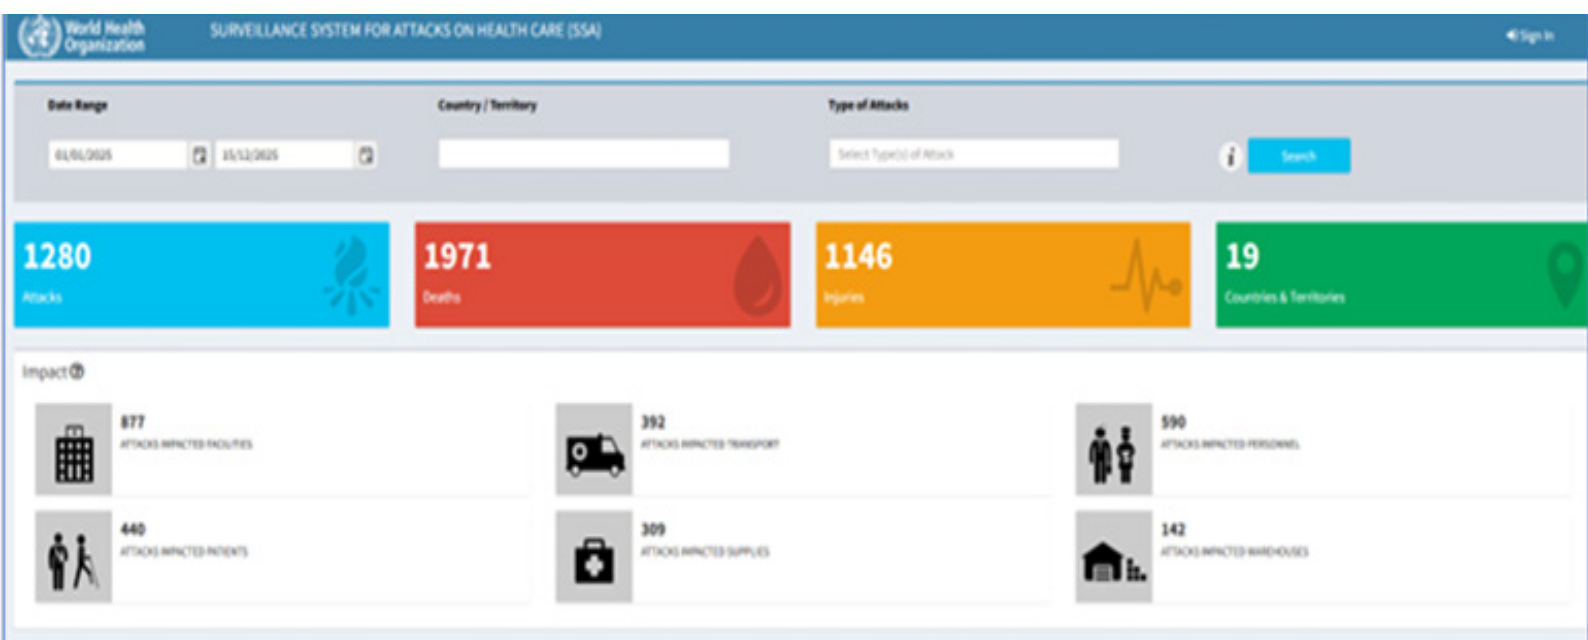 World Health
Organization
SURVEILLANCE SYSTEM FOR ATTACKS ON HEALTH CARE (SSA)
Sign In
Date Range
Country / Territory
Type of Attacks
01/01/2025
15/12/2025
Select Type(s) of Attack
i
Search
1280
Attacks
1971
Deaths
1146
Injuries
19
Countries & Territories
Impact
877
ATTACKS IMPACTED FACILITIES
392
ATTACKS IMPACTED TRANSPORT
590
ATTACKS IMPACTED PERSONNEL
440
ATTACKS IMPACTED PATIENTS
309
ATTACKS IMPACTED SUPPLIES
142
ATTACKS IMPACTED WAREHOUSES